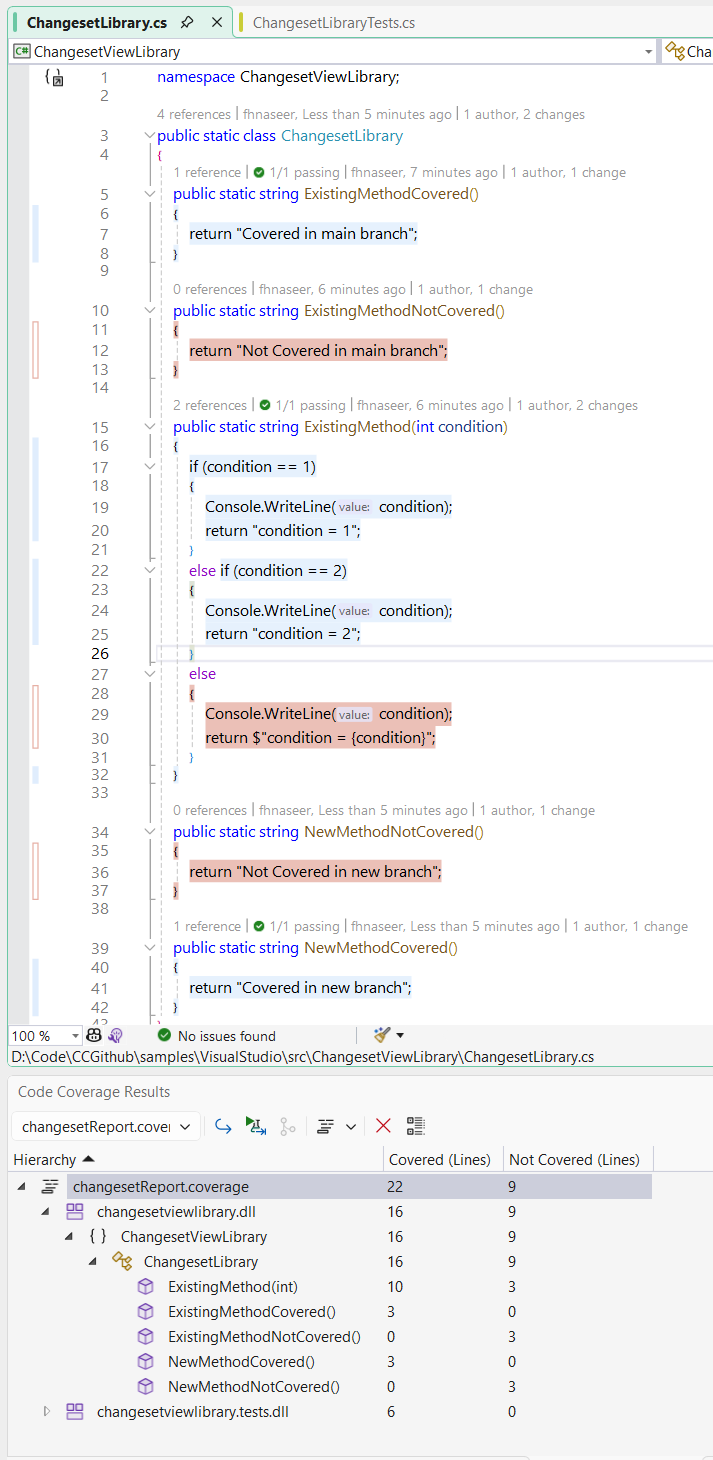 ChangesetLibrary.cs
ChangesetLibraryTests.cs
C# ChangesetViewLibrary
Cha
1 namespace ChangesetViewLibrary;
2
4 references | fhnaseer, Less than 5 minutes ago | 1 author, 2 changes
3 public static class ChangesetLibrary
4 {
1 reference | 1/1 passing | fhnaseer, 7 minutes ago | 1 author, 1 change
5 public static string ExistingMethodCovered()
6 {
7 return "Covered in main branch";
8 }
9
0 references | fhnaseer, 6 minutes ago | 1 author, 1 change
10 public static string ExistingMethodNotCovered()
11 {
12 return "Not Covered in main branch";
13 }
14
2 references | 1/1 passing | fhnaseer, 6 minutes ago | 1 author, 2 changes
15 public static string ExistingMethod(int condition)
16 {
17 if (condition == 1)
18 {
19 Console.WriteLine(value: condition);
20 return "condition = 1";
21 }
22 else if (condition == 2)
23 {
24 Console.WriteLine(value: condition);
25 return "condition = 2";
26 }
27 else
28 {
29 Console.WriteLine(value: condition);
30 return $"condition = {condition}";
31 }
32 }
33
0 references | fhnaseer, Less than 5 minutes ago | 1 author, 1 change
34 public static string NewMethodNotCovered()
35 {
36 return "Not Covered in new branch";
37 }
38
1 reference | 1/1 passing | fhnaseer, Less than 5 minutes ago | 1 author, 1 change
39 public static string NewMethodCovered()
40 {
41 return "Covered in new branch";
42 }
100 % No issues found
D:\Code\CCGithub\samples\VisualStudio\src\ChangesetViewLibrary\ChangesetLibrary.cs
Code Coverage Results
changesetReport.cover
Hierarchy Covered (Lines) Not Covered (Lines)
changesetReport.coverage 22 9
changesetviewlibrary.dll 16 9
{ } ChangesetViewLibrary 16 9
ChangesetLibrary 16 9
ExistingMethod(int) 10 3
ExistingMethodCovered() 3 0
ExistingMethodNotCovered() 0 3
NewMethodCovered() 3 0
NewMethodNotCovered() 0 3
changesetviewlibrary.tests.dll 6 0